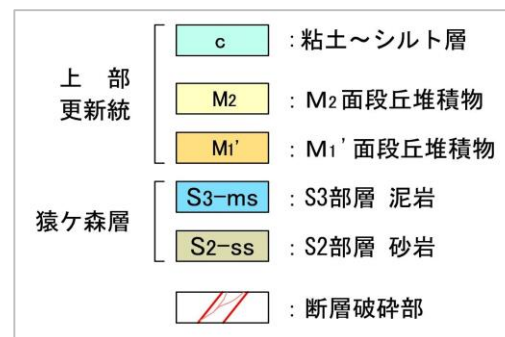 上部
更新統
c : 粘土～シルト層
M2 : M2面段丘堆積物
M1' : M1'面段丘堆積物
猿ケ森層
S3-ms : S3部層 泥岩
S2-ss : S2部層 砂岩
: 断層破砕部